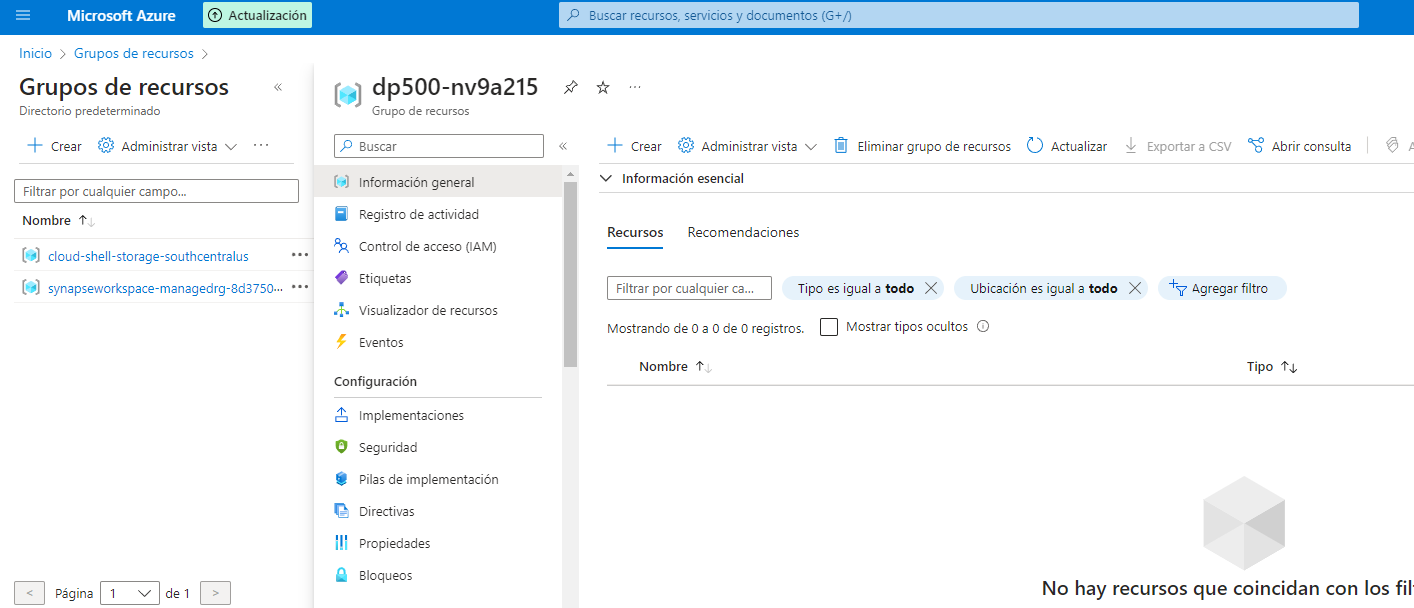 Microsoft Azure
Actualización
Buscar recursos, servicios y documentos (G+/)
Inicio > Grupos de recursos >
Grupos de recursos
Directorio predeterminado
Crear
Administrar vista
Filtrar por cualquier campo...
Nombre
cloud-shell-storage-southcentralus
synapseworkspace-managedrg-8d3750...
< Página 1 de 1 >
dp500-nv9a215
Grupo de recursos
Buscar
Información general
Registro de actividad
Control de acceso (IAM)
Etiquetas
Visualizador de recursos
Eventos
Configuración
Implementaciones
Seguridad
Pilas de implementación
Directivas
Propiedades
Bloqueos
Crear
Administrar vista
Eliminar grupo de recursos
Actualizar
Exportar a CSV
Abrir consulta
A
Información esencial
Recursos
Recomendaciones
Filtrar por cualquier ca...
Tipo es igual a todo
Ubicación es igual a todo
Agregar filtro
Mostrando de 0 a 0 de 0 registros.
Mostrar tipos ocultos
Nombre
Tipo
No hay recursos que coincidan con los fil